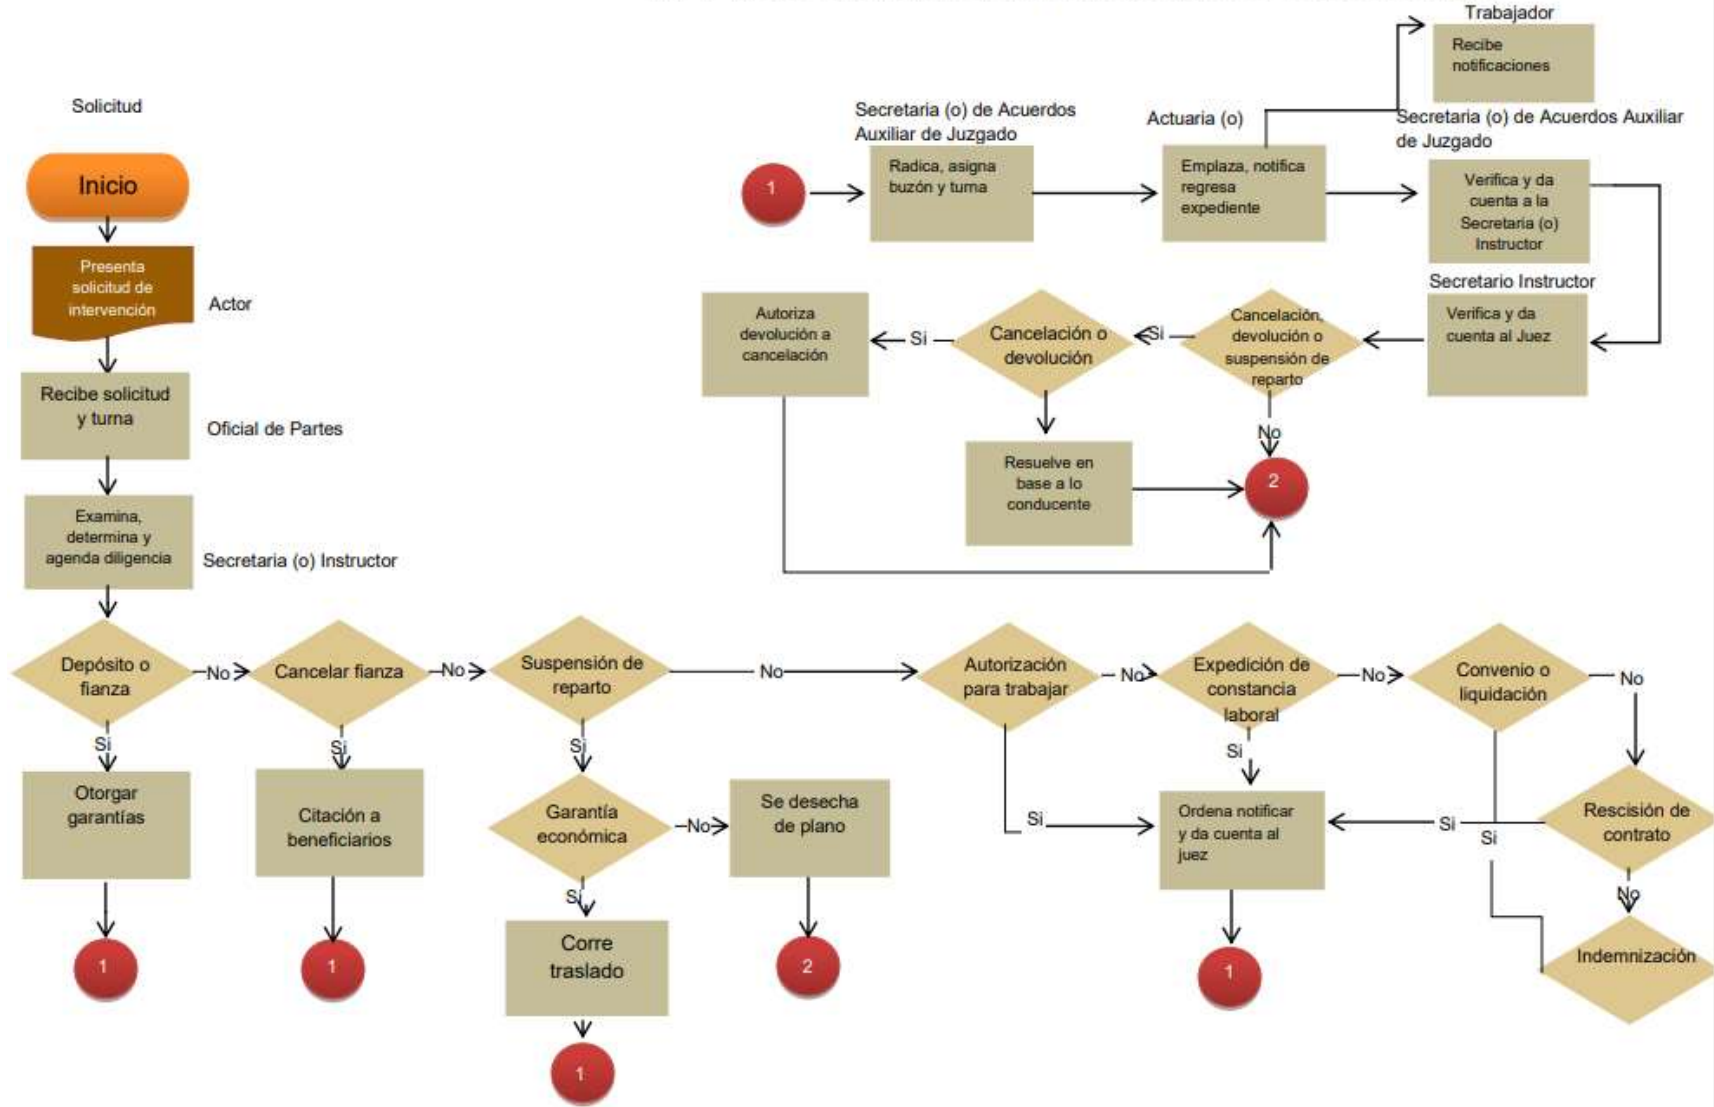 Solicitud
Inicio
Presenta
solicitud de
intervención
Actor
Recibe solicitud
y turna
Oficial de Partes
Examina,
determina y
agenda diligencia
Secretaria (o) Instructor
Trabajador
Recibe
notificaciones
Secretaria (o) de Acuerdos
Auxiliar de Juzgado
1
Radica, asigna
buzón y turna
Actuaria (o)
Emplaza, notifica
regresa
expediente
Secretaria (o) de Acuerdos Auxiliar
de Juzgado
Verifica y da
cuenta a la
Secretaria (o)
Instructor
Secretario Instructor
Verifica y da
cuenta al Juez
Cancelación,
devolución o
suspensión de
reparto
Si
Cancelación o
devolución
Si
Autoriza
devolución a
cancelación
Resuelve en
base a lo
conducente
No
2
Depósito o
fianza
No
Cancelar fianza
No
Suspensión de
reparto
No
Autorización
para trabajar
No
Expedición de
constancia
laboral
No
Convenio o
liquidación
No
Si
Si
Si
Si
Otorgar
garantías
Citación a
beneficiarios
Garantía
económica
No
Se desecha
de plano
Si
Ordena notificar
y da cuenta al
juez
Si
Si
Rescisión de
contrato
Si
No
Corre
traslado
Indemnización
1
1
2
1
1